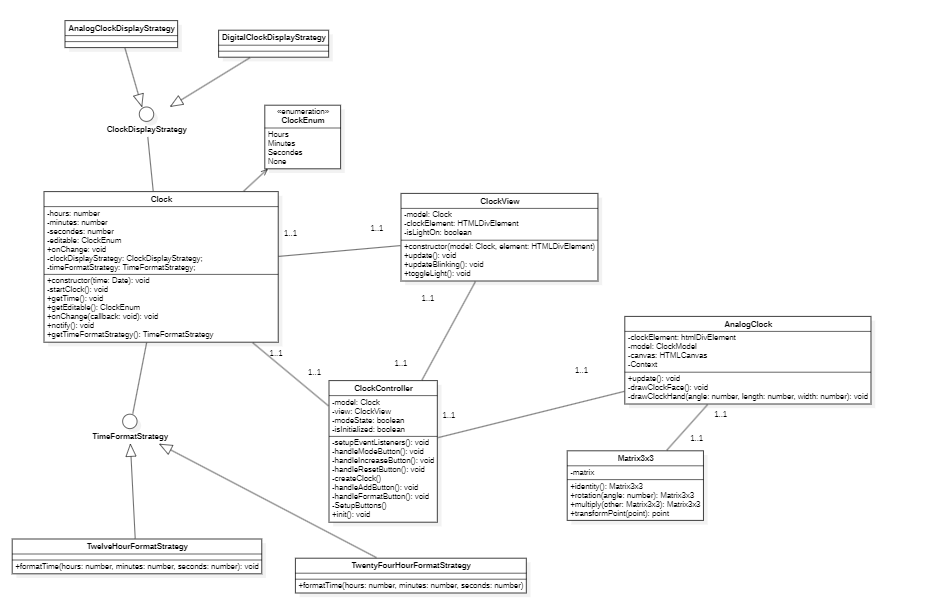 AnalogClockDisplayStrategy
DigitalClockDisplayStrategy
ClockDisplayStrategy
«enumeration»
ClockEnum
Hours
Minutes
Secondes
None
Clock
-hours: number
-minutes: number
-secondes: number
-editable: ClockEnum
+onChange: void
-clockDisplayStrategy: ClockDisplayStrategy;
-timeFormatStrategy: TimeFormatStrategy;
+constructor(time: Date): void
-startClock(): void
+getTime(): void
+getEditable(): ClockEnum
+onChange(callback: void): void
+notify(): void
+getTimeFormatStrategy(): TimeFormatStrategy
1..1
1..1
ClockView
-model: Clock
-clockElement: HTMLDivElement
-isLightOn: boolean
+constructor(model: Clock, element: HTMLDivElement)
+update(): void
+updateBlinking(): void
+toggleLight(): void
1..1
1..1
1..1
1..1
ClockController
-model: Clock
-view: ClockView
-modeState: boolean
-isInitialized: boolean
-setupEventListeners(): void
-handleModeButton(): void
-handleIncreaseButton(): void
-handleResetButton(): void
-createClock()
-handleAddButton(): void
-handleFormatButton(): void
-SetupButtons()
+init(): void
1..1
1..1
AnalogClock
-clockElement: htmlDivElement
-model: ClockModel
-canvas: HTMLCanvas
-Context
+update(): void
-drawClockFace(): void
-drawClockHand(angle: number, length: number, width: number): void
1..1
1..1
Matrix3x3
-matrix
+identity(): Matrix3x3
+rotation(angle: number): Matrix3x3
+multiply(other: Matrix3x3): Matrix3x3
+transformPoint(point): point
TimeFormatStrategy
TwelveHourFormatStrategy
+formatTime(hours: number, minutes: number, seconds: number): void
TwentyFourHourFormatStrategy
+formatTime(hours: number, minutes: number, seconds: number)